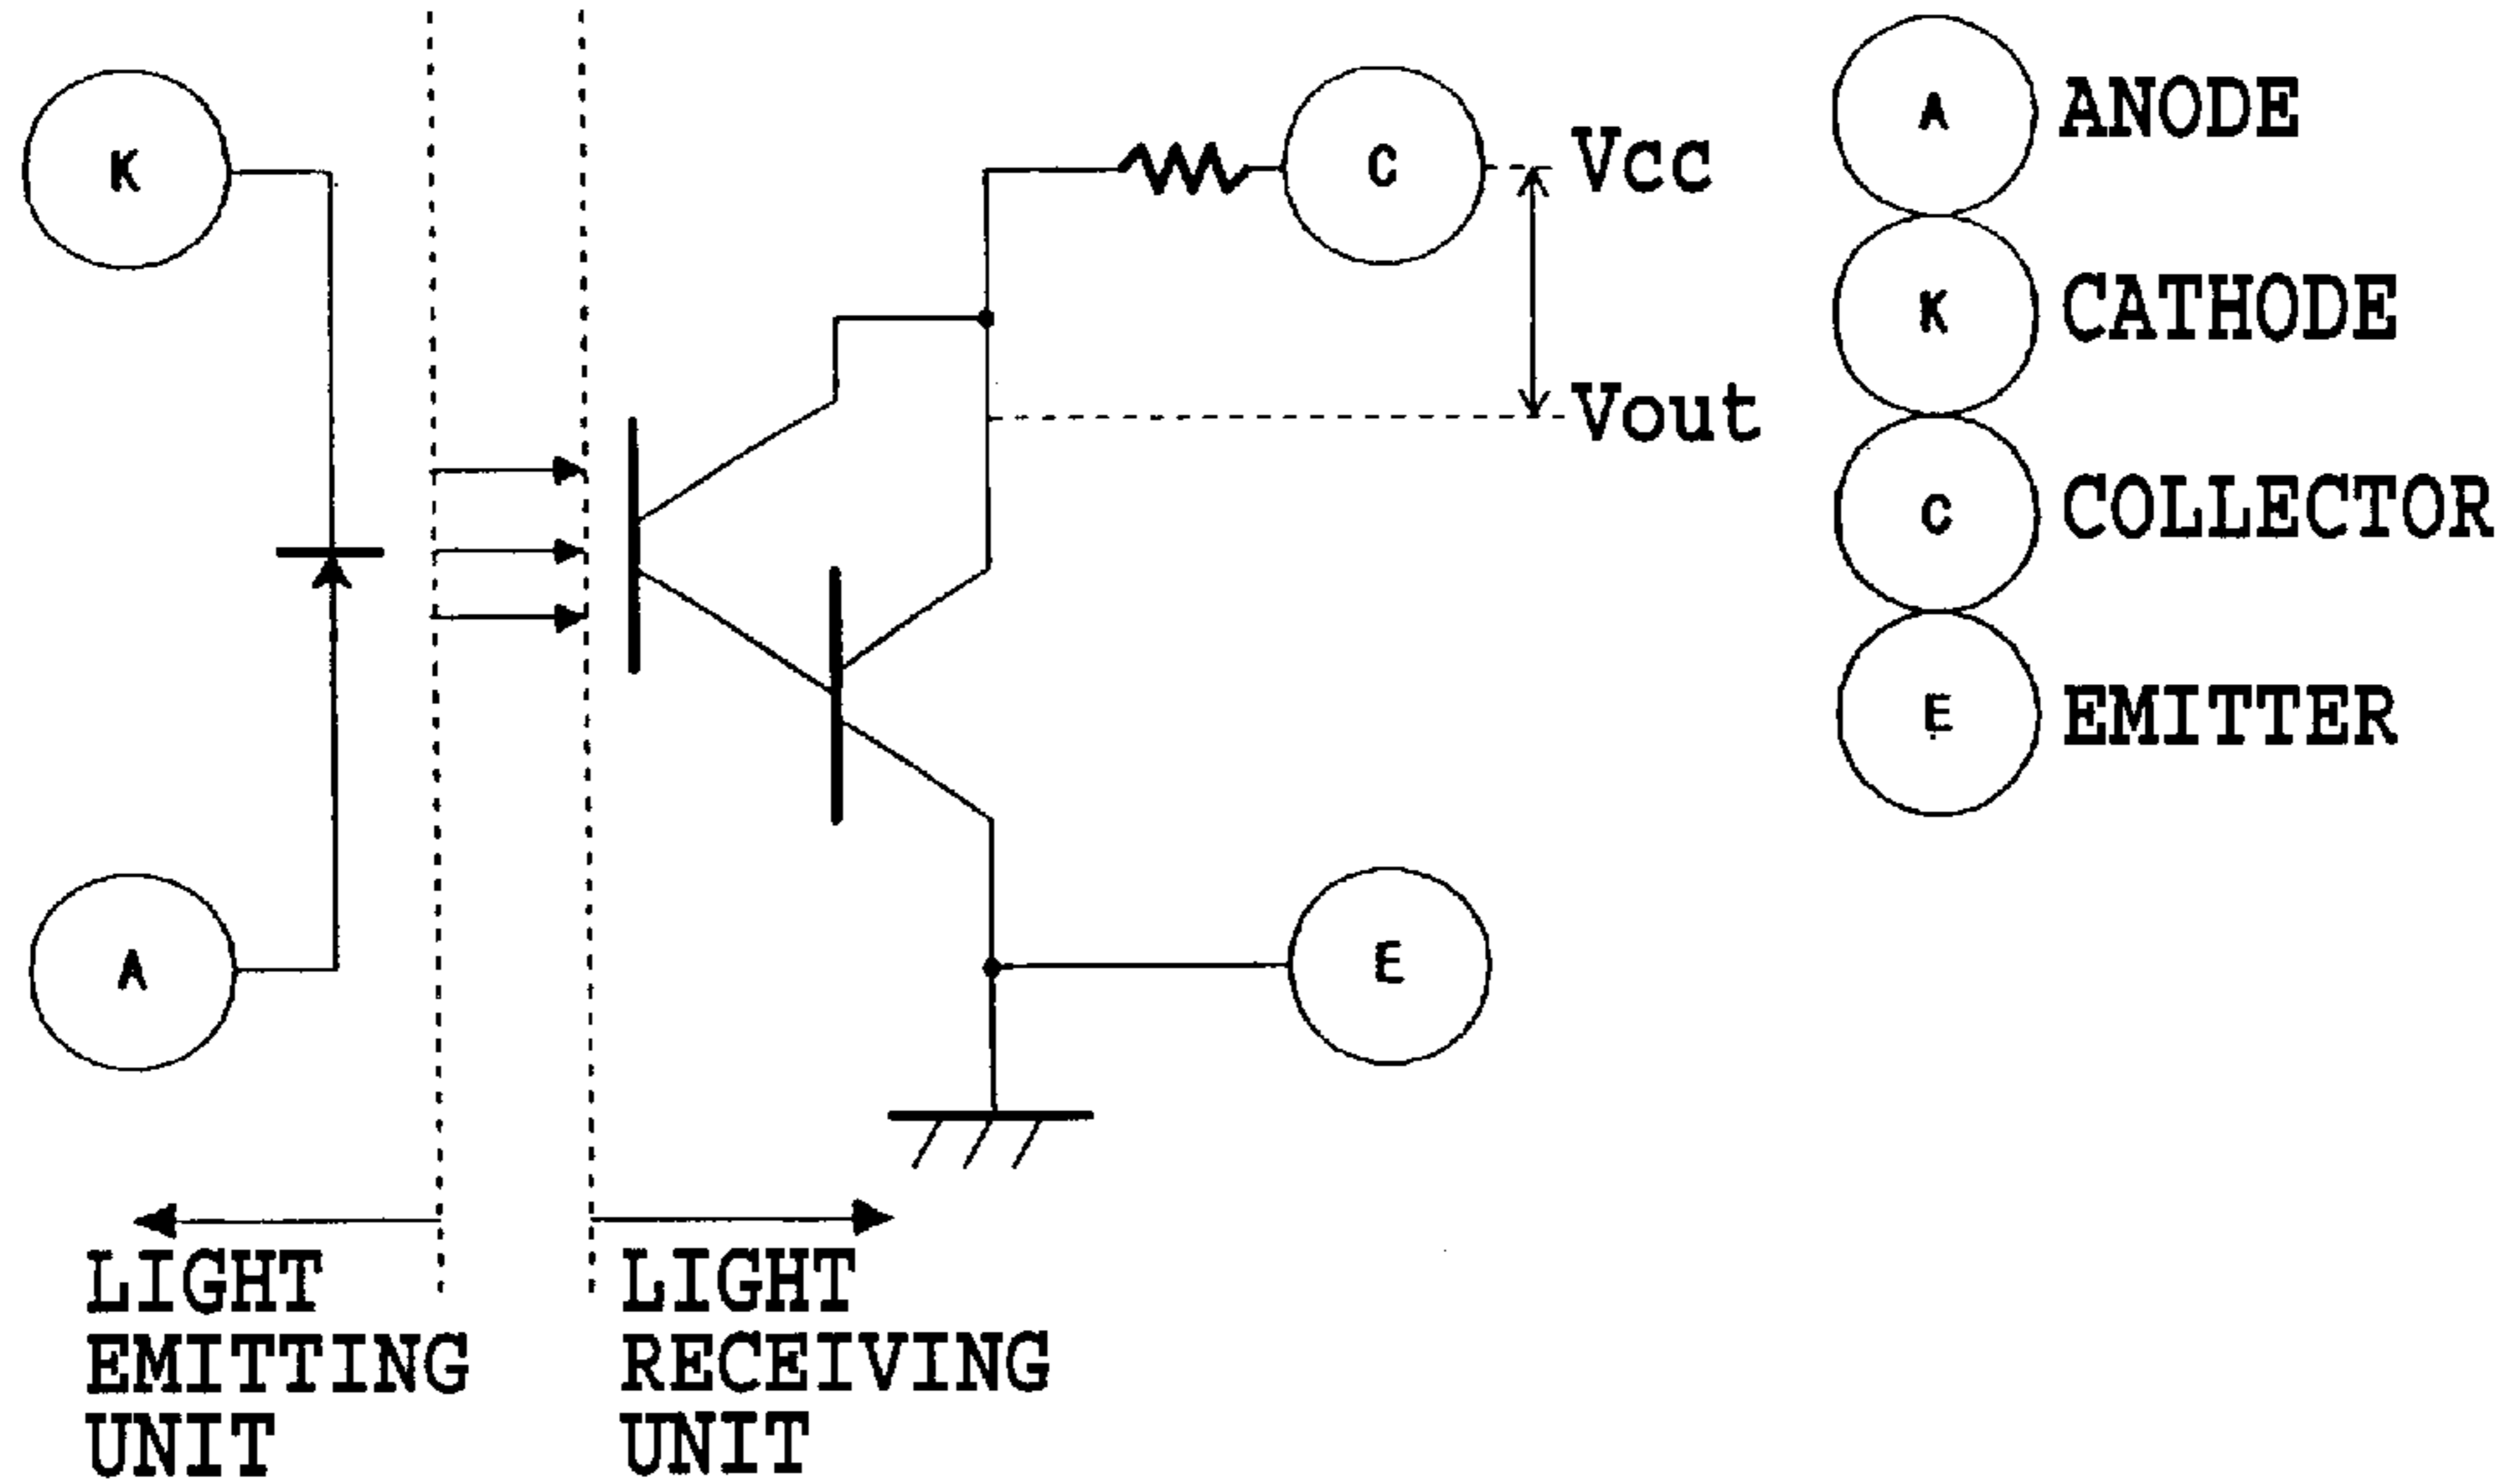 K
C
Vcc
Vout
A
E
LIGHT
EMITTING
UNIT
LIGHT
RECEIVING
UNIT
A ANODE
K CATHODE
C COLLECTOR
E EMITTER